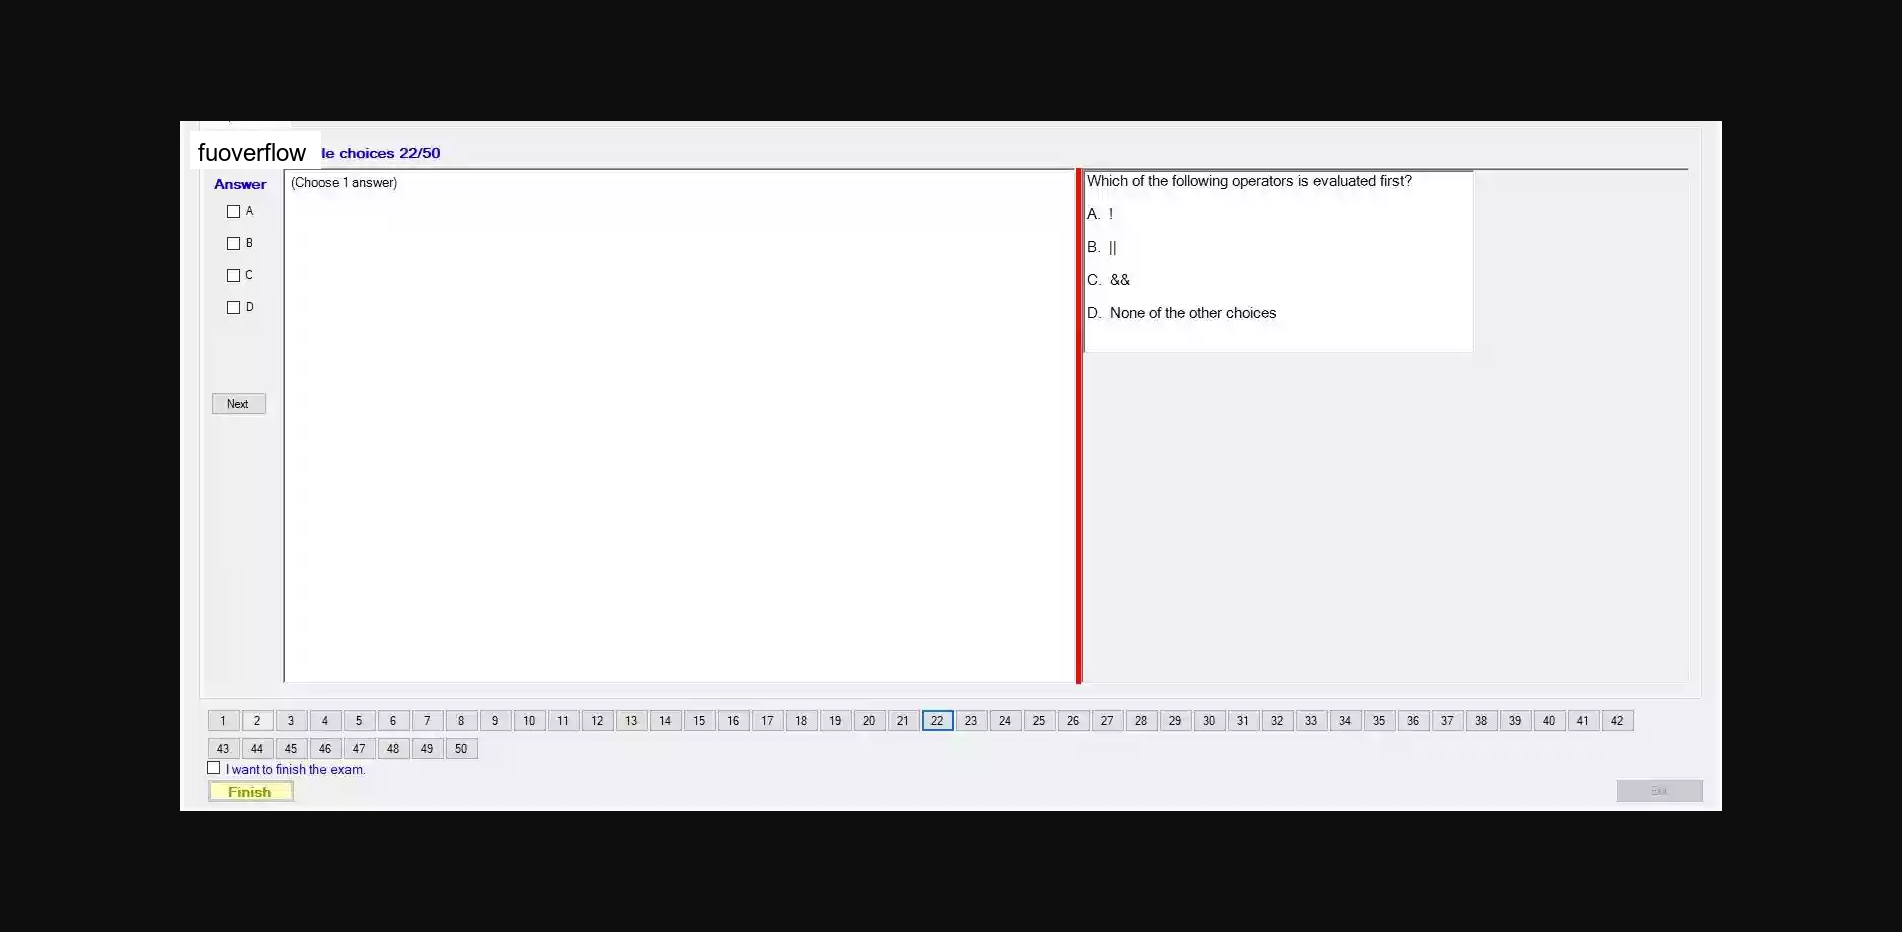 fuoverflow
le choices 22/50
Answer
(Choose 1 answer)
A
B
C
D
Next
Which of the following operators is evaluated first?
A. !
B. ||
C. &&
D. None of the other choices
1 2 3 4 5 6 7 8 9 10 11 12 13 14 15 16 17 18 19 20 21 22 23 24 25 26 27 28 29 30 31 32 33 34 35 36 37 38 39 40 41 42
43 44 45 46 47 48 49 50
I want to finish the exam.
Finish
Exit